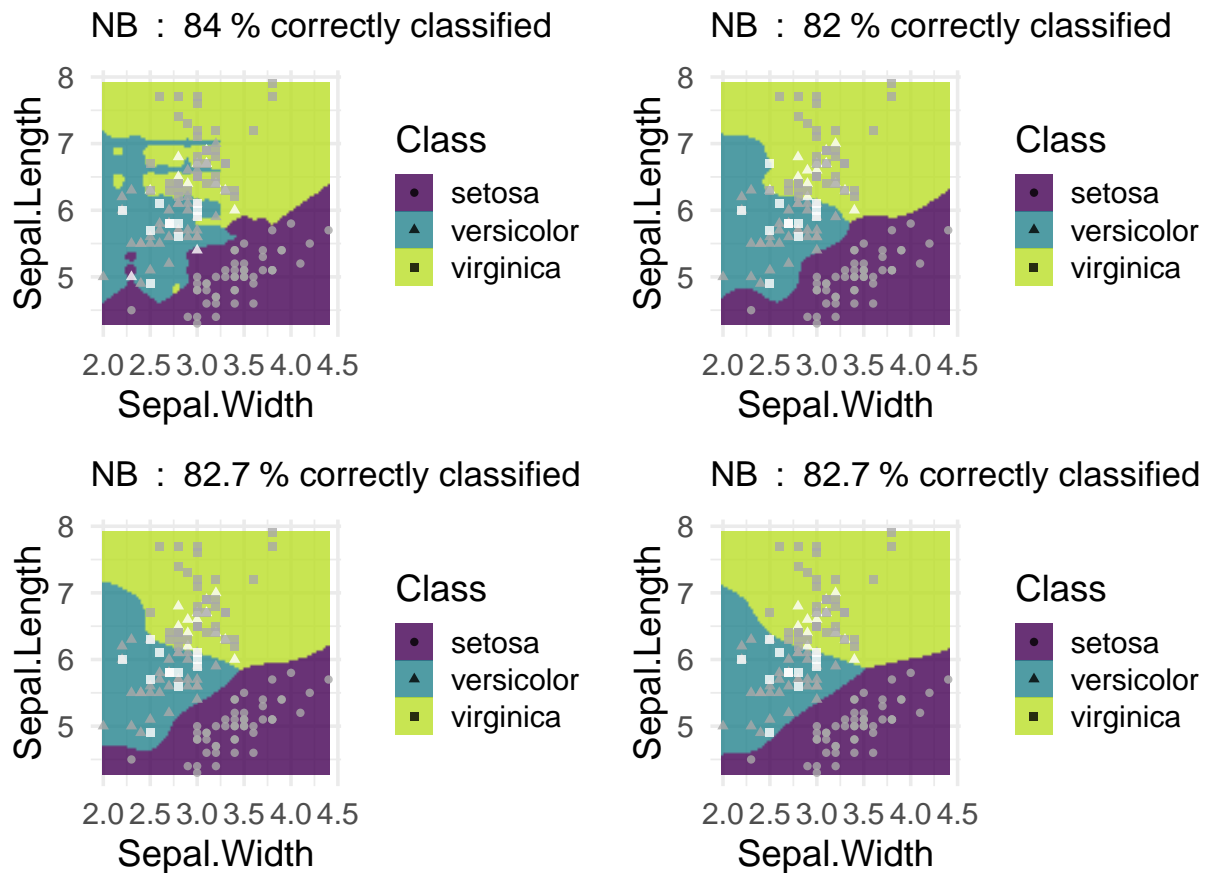 NB : 84 % correctly classified
Sepal.Length
8
7
6
5
2.0 2.5 3.0 3.5 4.0 4.5
Sepal.Width
Class
setosa
versicolor
virginica
NB : 82 % correctly classified
Sepal.Length
8
7
6
5
2.0 2.5 3.0 3.5 4.0 4.5
Sepal.Width
Class
setosa
versicolor
virginica
NB : 82.7 % correctly classified
Sepal.Length
8
7
6
5
2.0 2.5 3.0 3.5 4.0 4.5
Sepal.Width
Class
setosa
versicolor
virginica
NB : 82.7 % correctly classified
Sepal.Length
8
7
6
5
2.0 2.5 3.0 3.5 4.0 4.5
Sepal.Width
Class
setosa
versicolor
virginica